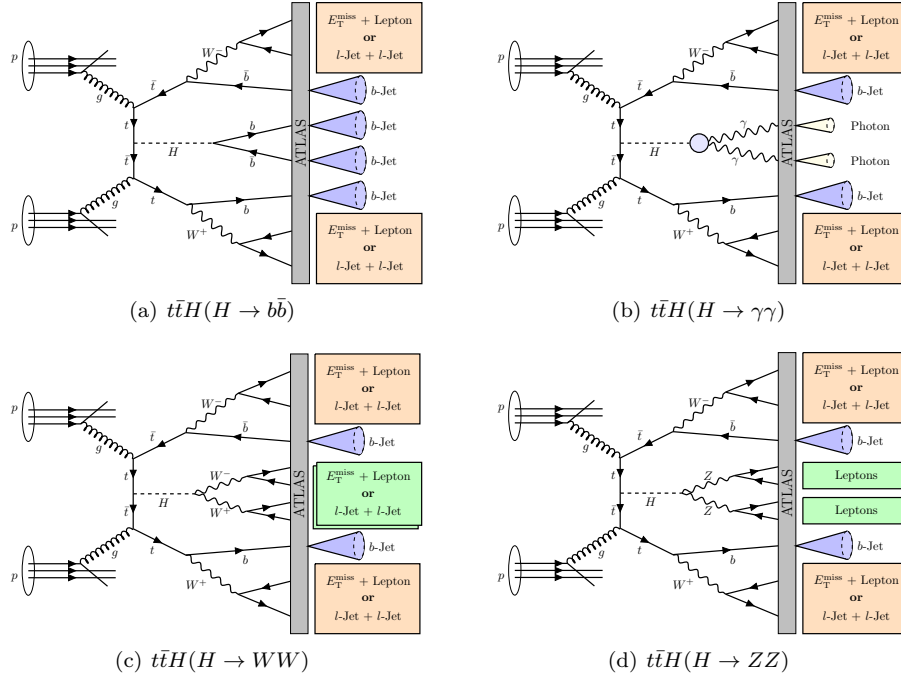 p
g
t̄
W⁻
b̄
t
t̄
H
b
b̄
g
t
b
W⁺
p
ATLAS
E_T^miss + Lepton
or
l-Jet + l-Jet
b-Jet
b-Jet
b-Jet
b-Jet
E_T^miss + Lepton
or
l-Jet + l-Jet
(a) tt̄H(H → bb̄)
p
g
t̄
W⁻
b̄
t
t̄
H
γ
γ
g
t
b
W⁺
p
ATLAS
E_T^miss + Lepton
or
l-Jet + l-Jet
b-Jet
Photon
Photon
b-Jet
E_T^miss + Lepton
or
l-Jet + l-Jet
(b) tt̄H(H → γγ)
p
g
t̄
W⁻
b̄
t
t̄
H
W⁻
W⁺
g
t
b
W⁺
p
ATLAS
E_T^miss + Lepton
or
l-Jet + l-Jet
b-Jet
E_T^miss + Lepton
or
l-Jet + l-Jet
b-Jet
E_T^miss + Lepton
or
l-Jet + l-Jet
(c) tt̄H(H → WW)
p
g
t̄
W⁻
b̄
t
t̄
H
Z
Z
g
t
b
W⁺
p
ATLAS
E_T^miss + Lepton
or
l-Jet + l-Jet
b-Jet
Leptons
Leptons
b-Jet
E_T^miss + Lepton
or
l-Jet + l-Jet
(d) tt̄H(H → ZZ)